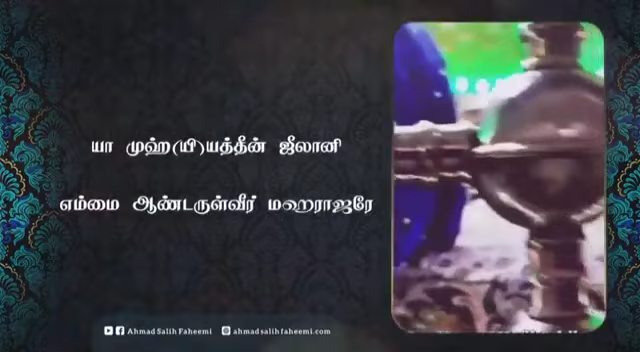 யா முஹ்(யி)யத்தீன் ஜீலானி
எம்மை ஆண்டருள்வீர் மஹராஜரே
Ahmad Salih Faheemi ahmadsalihfaheemi.com